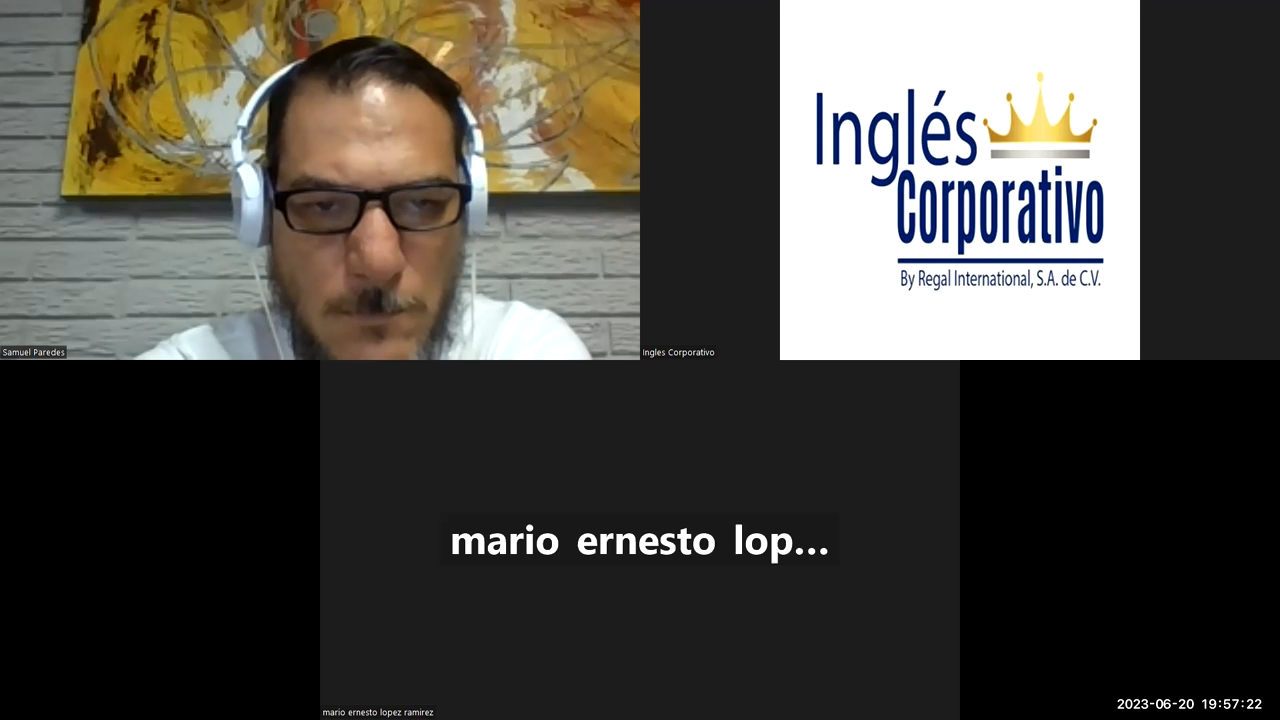 Inglés
Corporativo
By Regal International, S.A. de C.V.
Samuel Paredes
Ingles Corporativo
mario ernesto lop...
mario ernesto lopez ramirez
2023-06-20 19:57:22